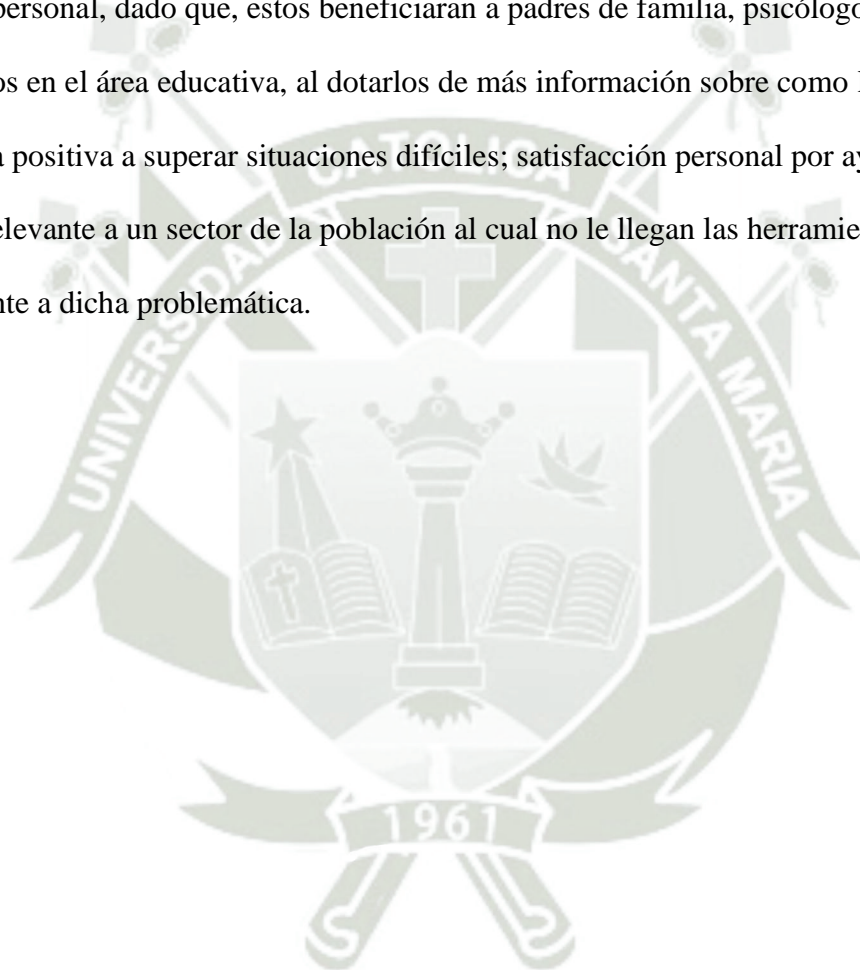 personal, dado que, estos beneficiarán a padres de familia, psicólogo
os en el área educativa, al dotarlos de más información sobre como
a positiva a superar situaciones difíciles; satisfacción personal por
elevante a un sector de la población al cual no le llegan las
nte a dicha problemática.
UNIVERSIDAD CATOLICA SANTA MARIA
1961